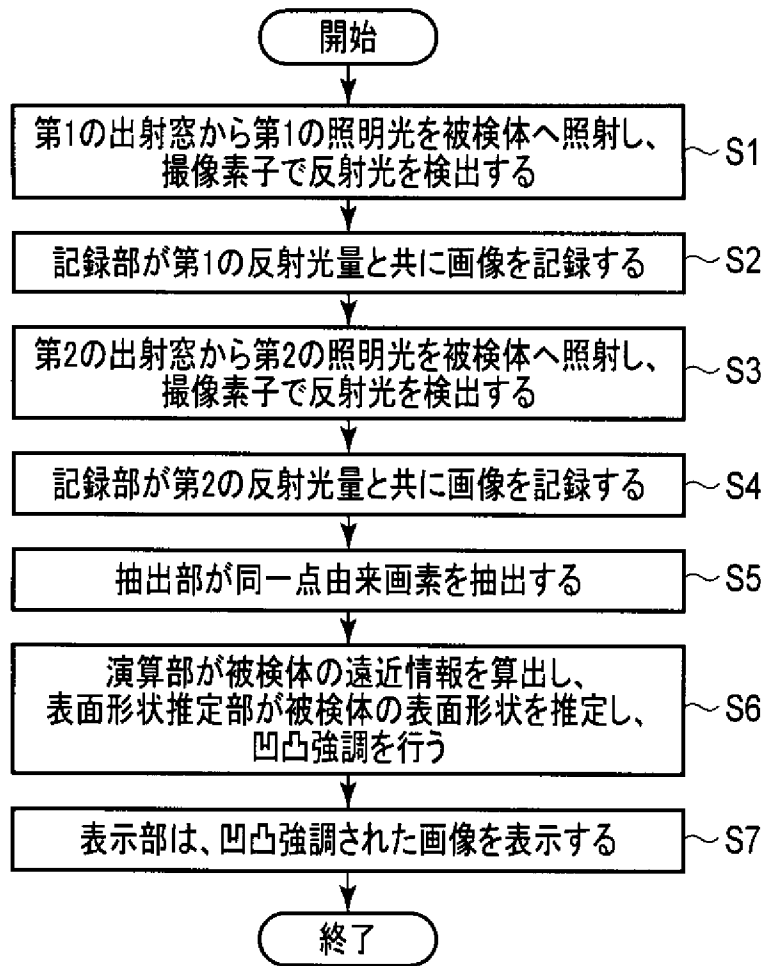 開始
第1の出射窓から第1の照明光を被検体へ照射し、
撮像素子で反射光を検出する
S1
記録部が第1の反射光量と共に画像を記録する
S2
第2の出射窓から第2の照明光を被検体へ照射し、
撮像素子で反射光を検出する
S3
記録部が第2の反射光量と共に画像を記録する
S4
抽出部が同一点由来画素を抽出する
S5
演算部が被検体の遠近情報を算出し、
表面形状推定部が被検体の表面形状を推定し、
凹凸強調を行う
S6
表示部は、凹凸強調された画像を表示する
S7
終了